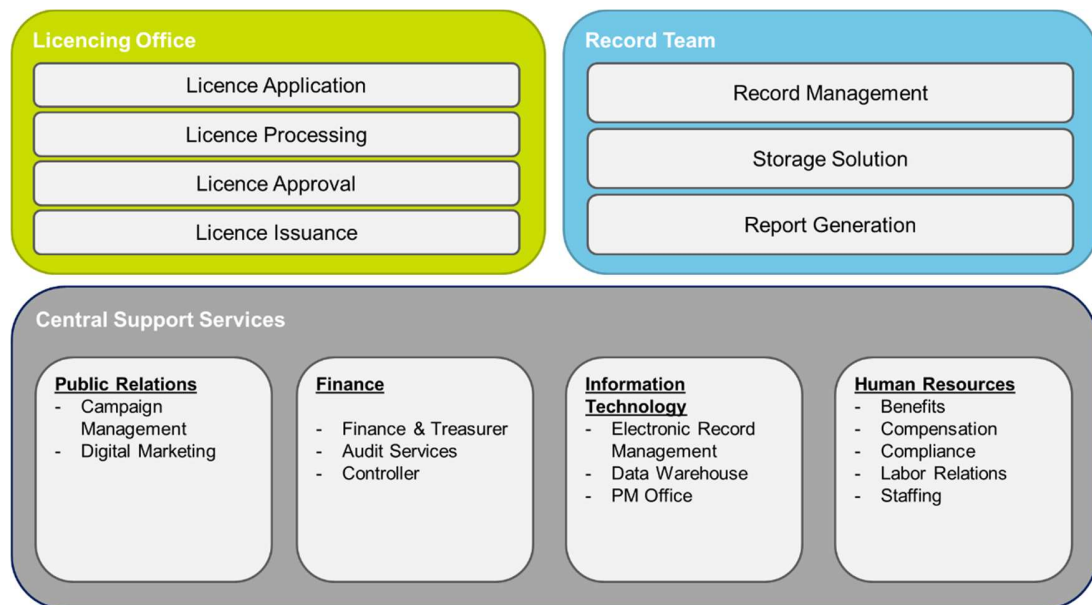 Licencing Office
Licence Application
Licence Processing
Licence Approval
Licence Issuance
Record Team
Record Management
Storage Solution
Report Generation
Central Support Services
Public Relations
- Campaign
Management
- Digital Marketing
Finance
- Finance & Treasurer
- Audit Services
- Controller
Information
Technology
- Electronic Record
Management
- Data Warehouse
- PM Office
Human Resources
- Benefits
- Compensation
- Compliance
- Labor Relations
- Staffing